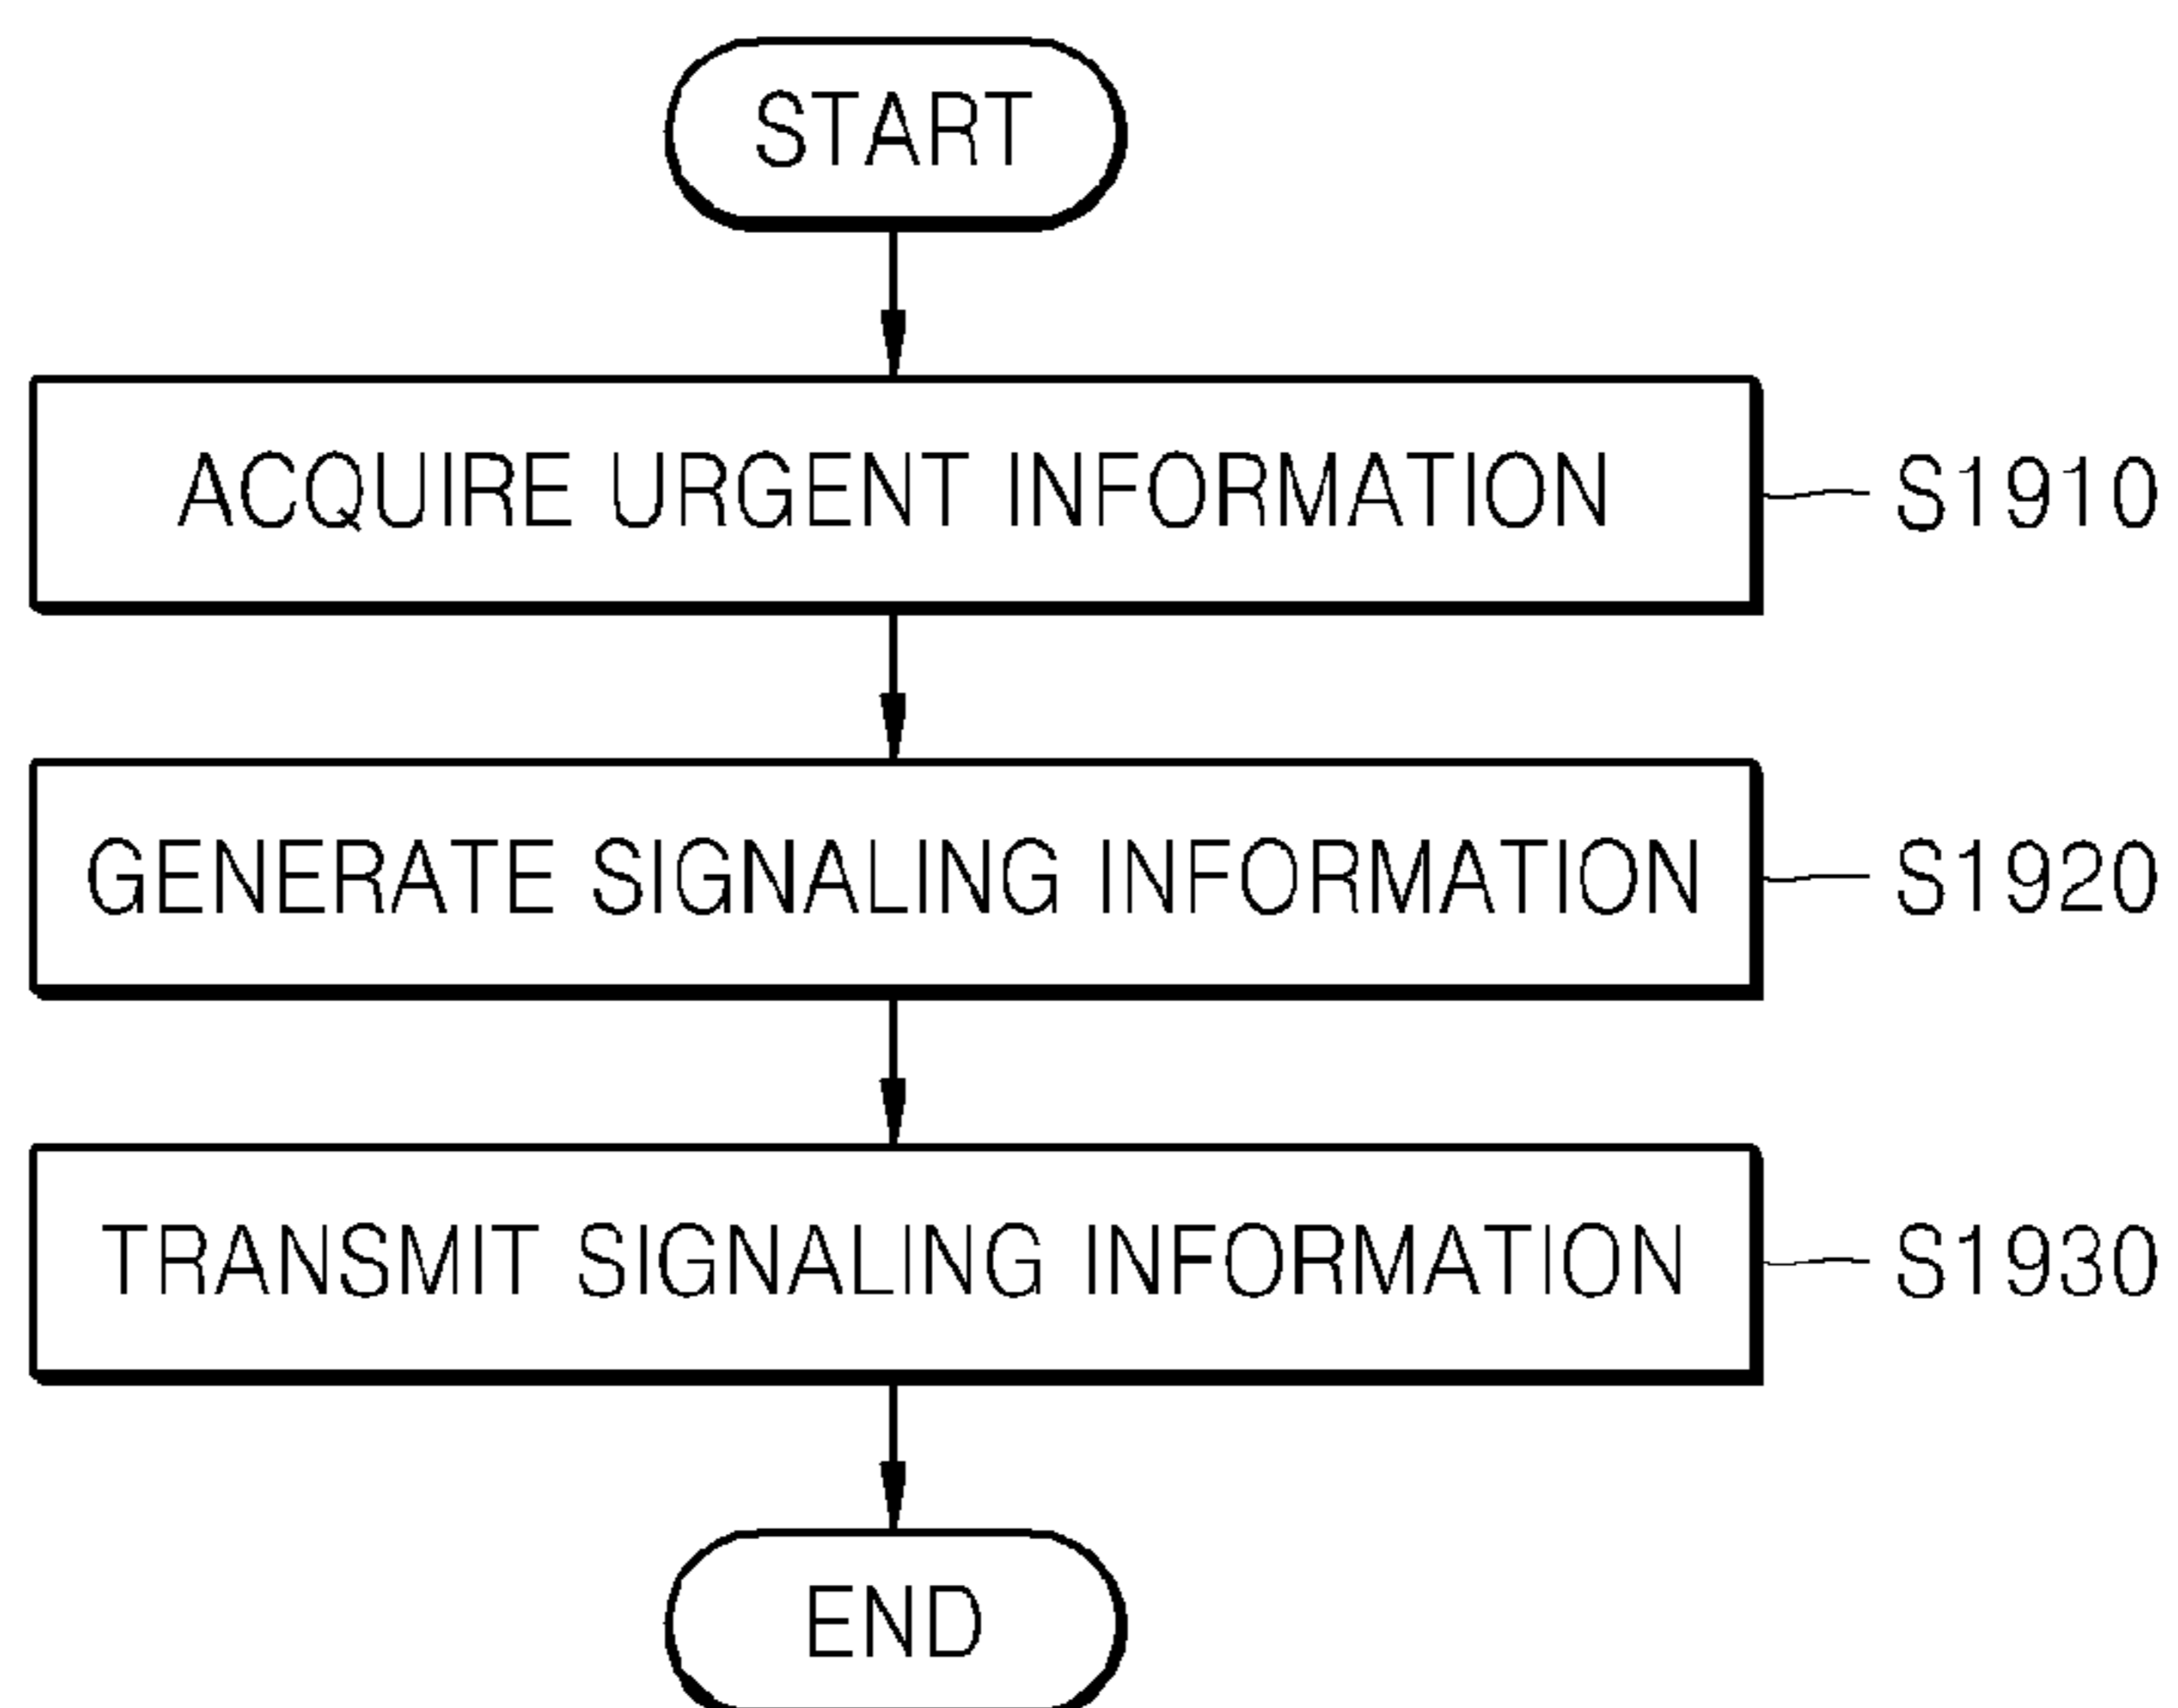 START
ACQUIRE URGENT INFORMATION
S1910
GENERATE SIGNALING INFORMATION
S1920
TRANSMIT SIGNALING INFORMATION
S1930
END